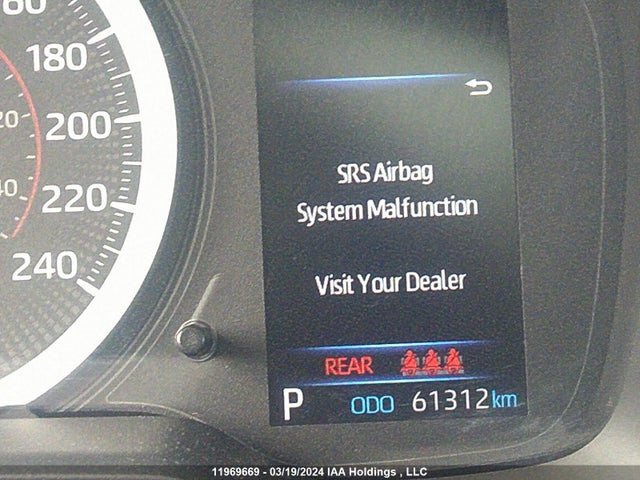 180
200
220
240
SRS Airbag
System Malfunction
Visit Your Dealer
REAR
P ODO 61312 km
11969669 - 03/19/2024 IAA Holdings , LLC